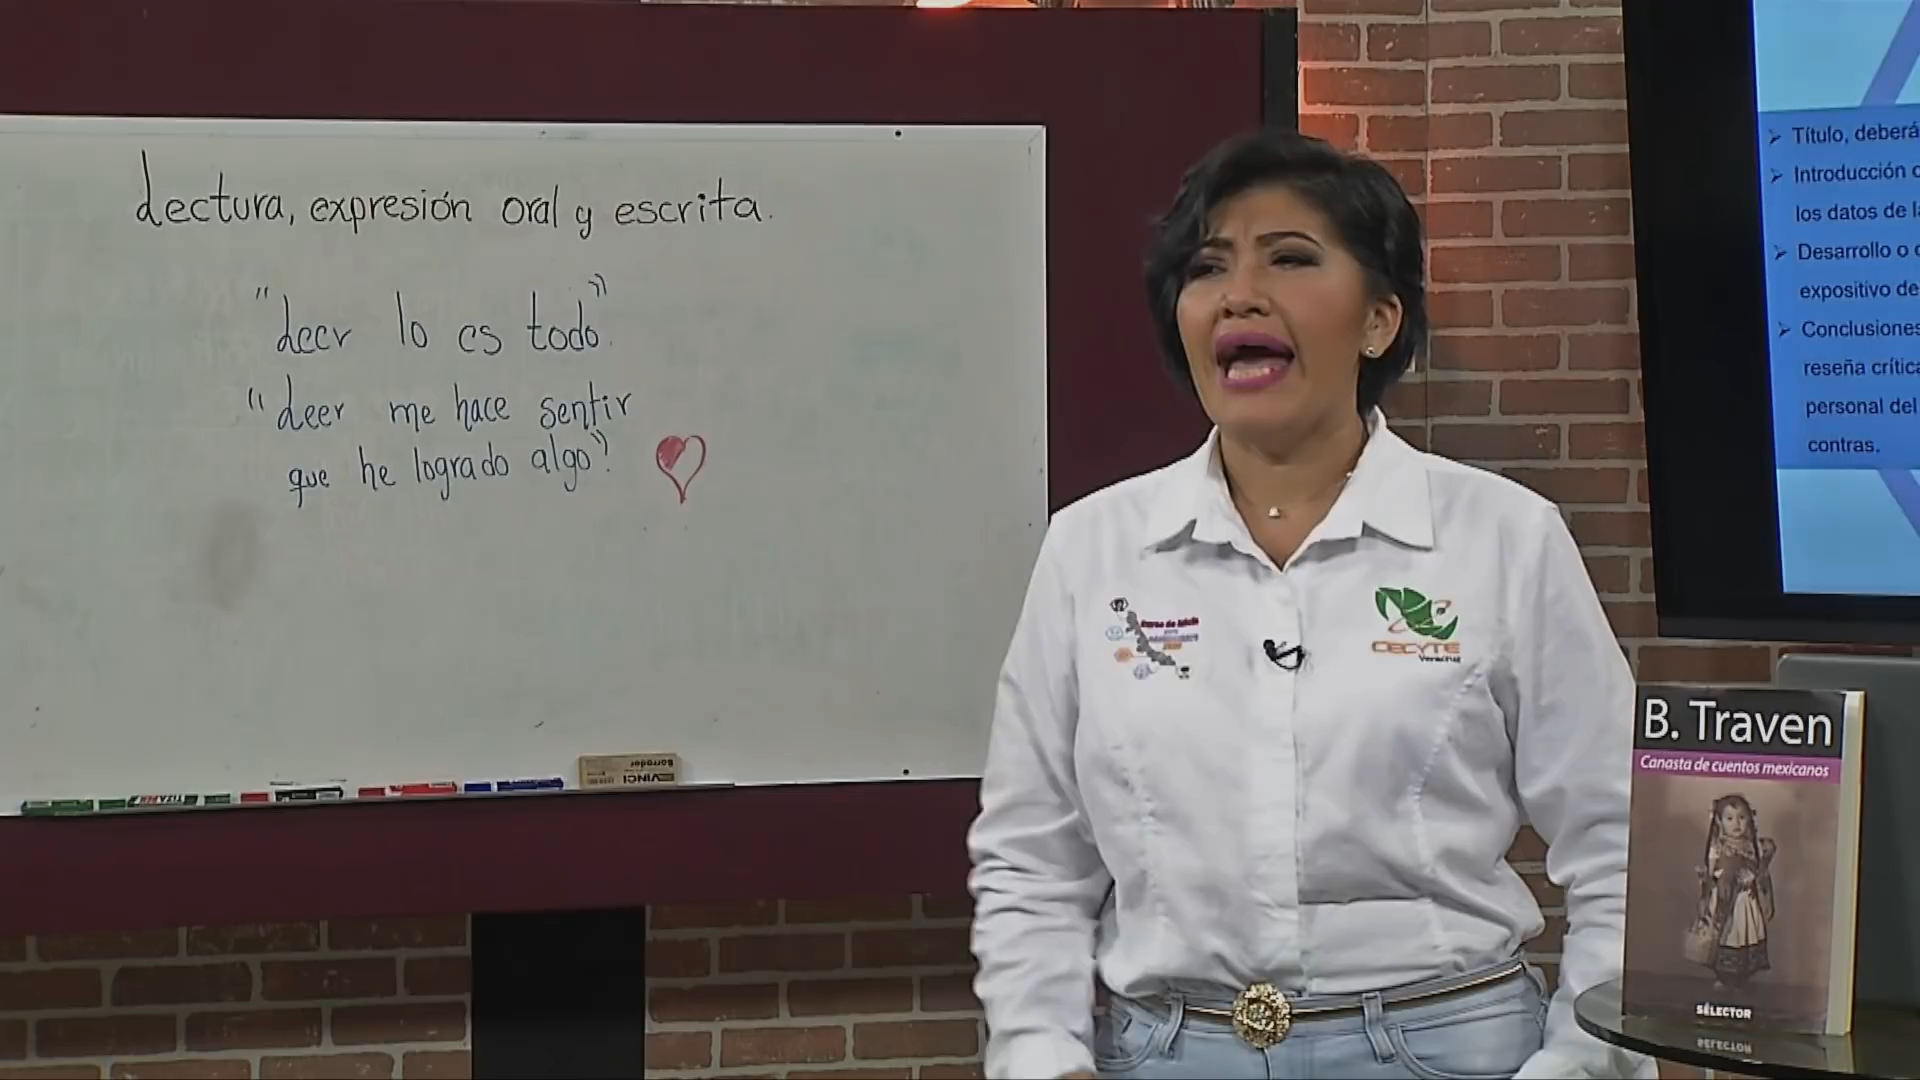 Lectura, expresión oral y escrita.
"Leer lo es todo".
"Leer me hace sentir
que he logrado algo".
Título, deberá
Introducción
los datos de
Desarrollo o
expositivo de
Conclusiones
reseña crítica
personal del
contras.
CECYTE
Veracruz
B. Traven
Canasta de cuentos mexicanos
SELECTOR
VINCI
Borrador